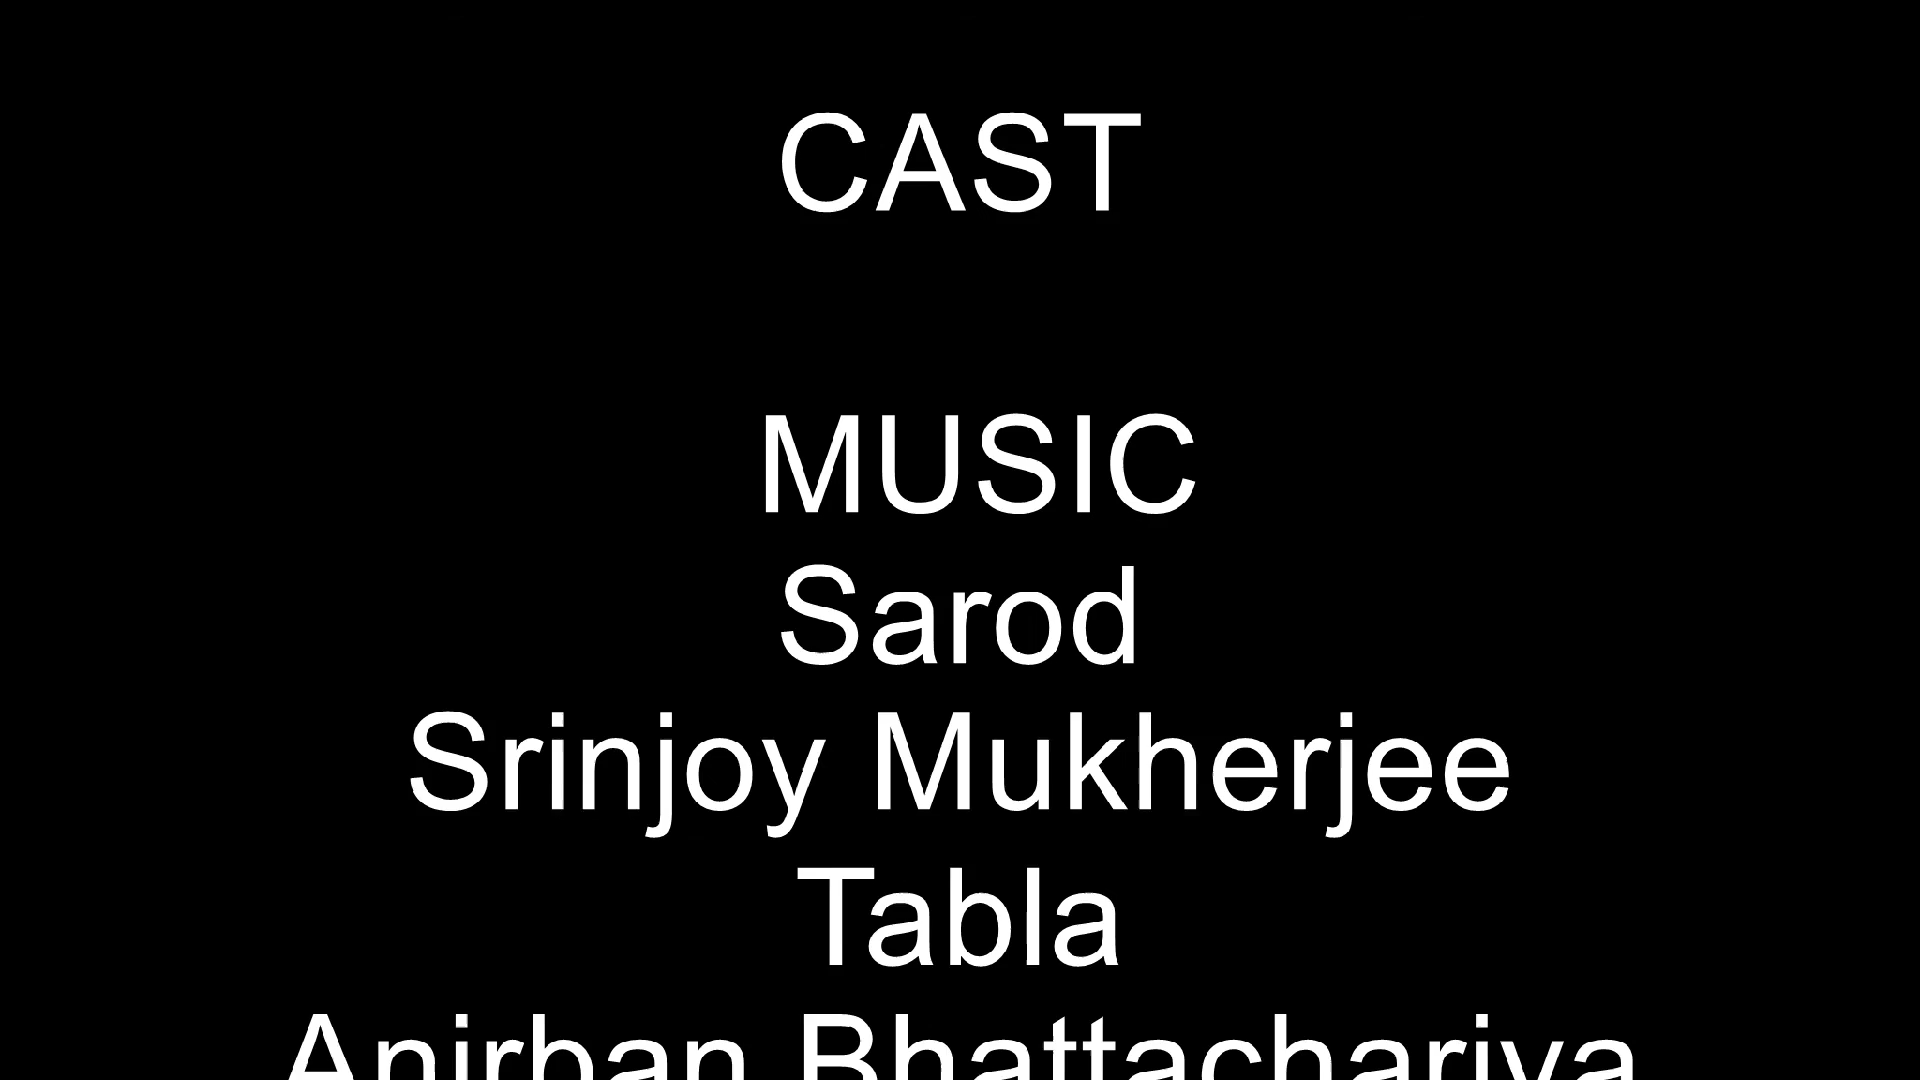 CAST
MUSIC
Sarod
Srinjoy Mukherjee
Tabla
Anirban Bhattachariya